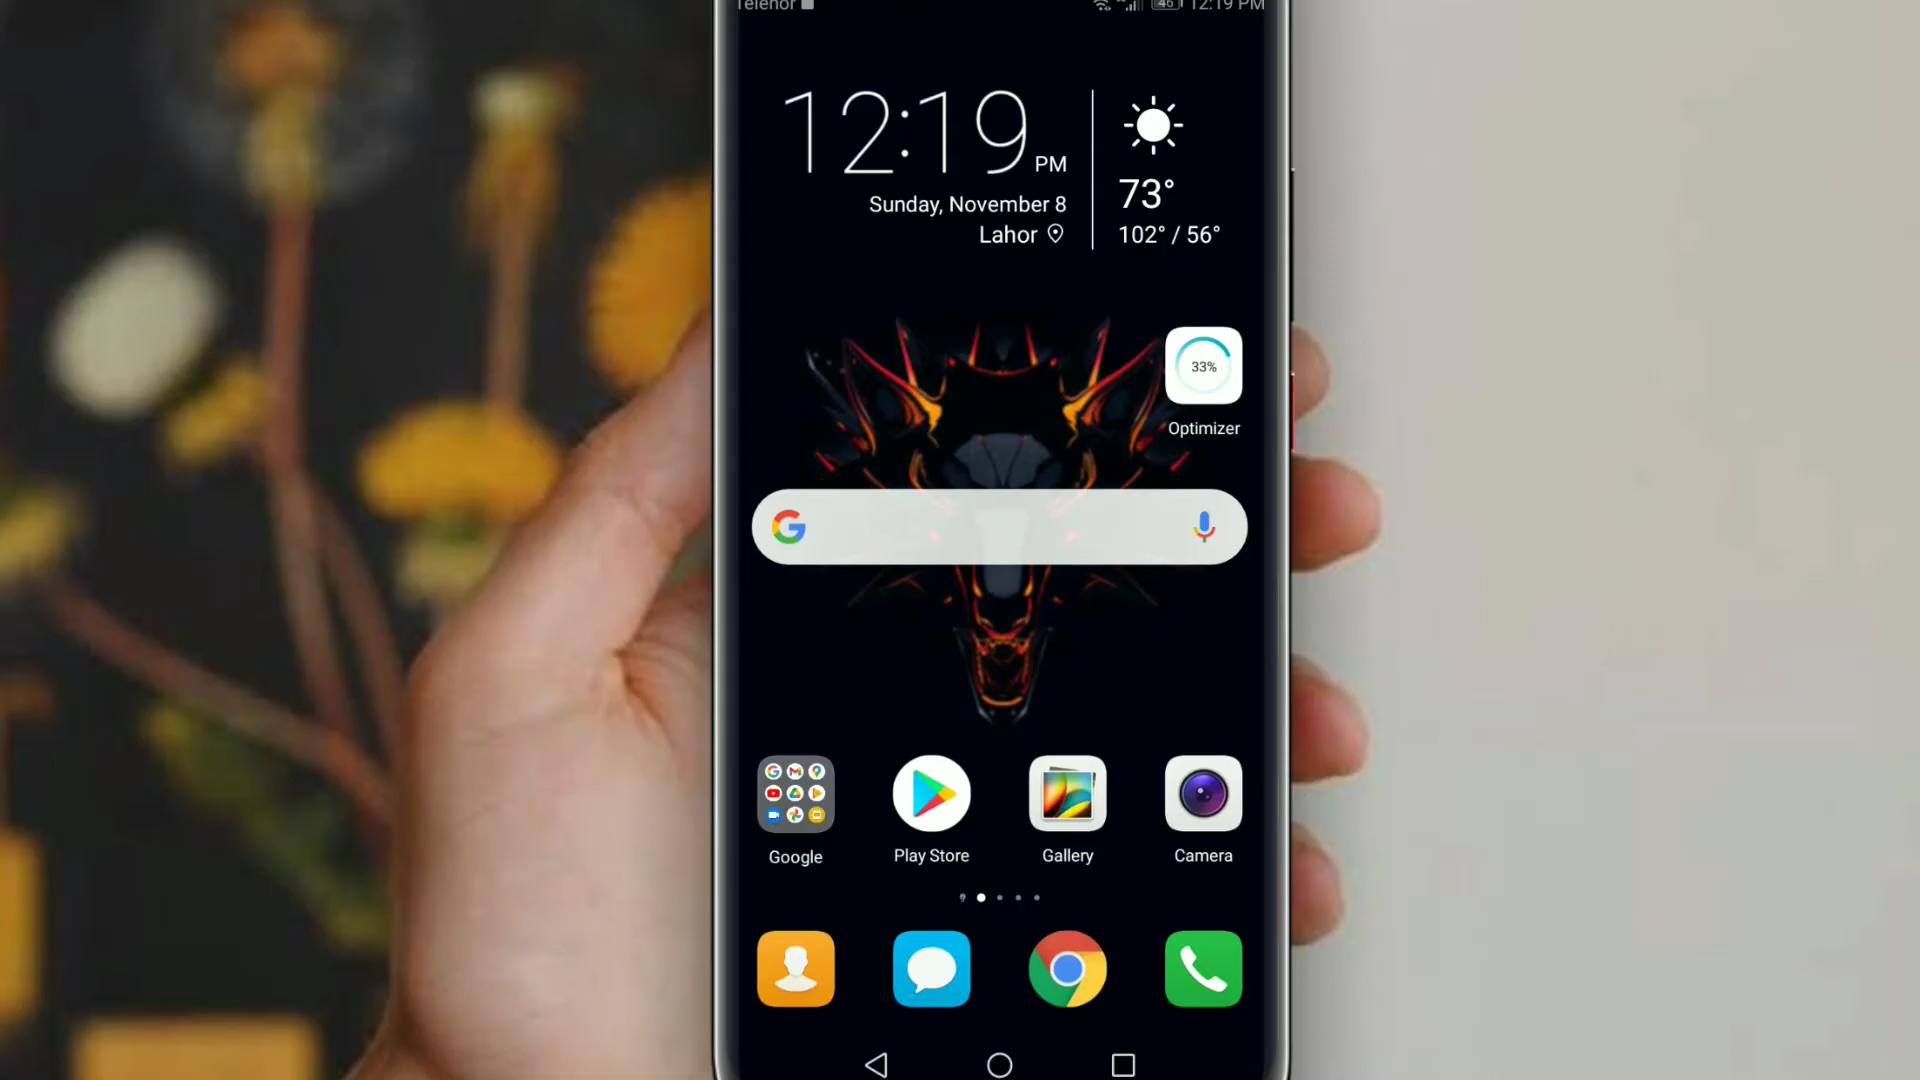 Telenor
46 12:19 PM
12:19 PM
Sunday, November 8
Lahor
73°
102° / 56°
33%
Optimizer
Google
Play Store
Gallery
Camera